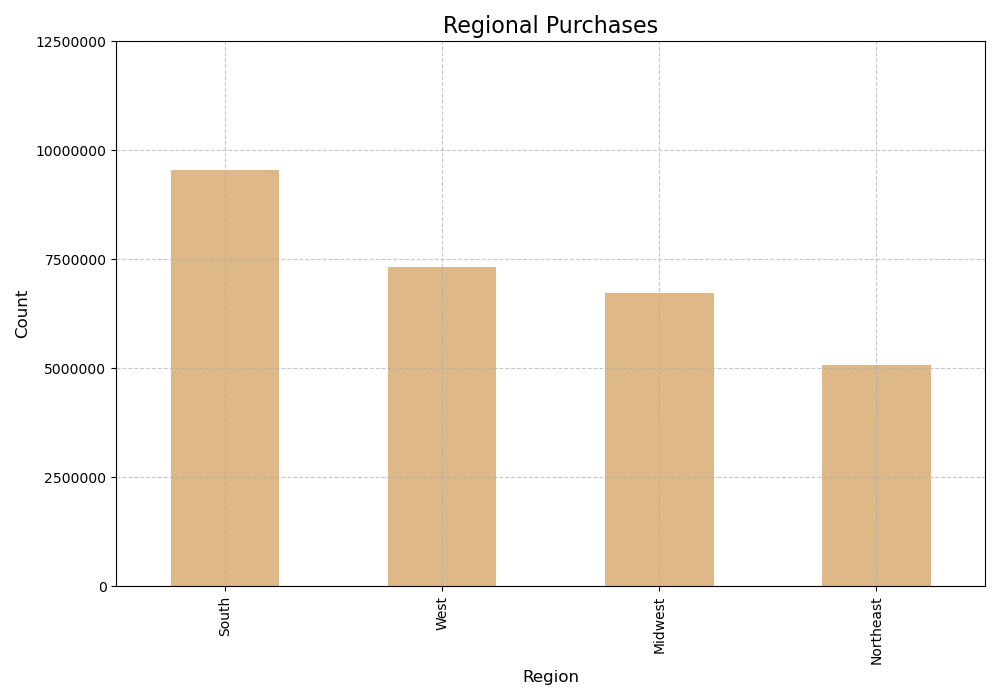 Regional Purchases
12500000
10000000
7500000
5000000
2500000
0
Count
South
West
Midwest
Northeast
Region